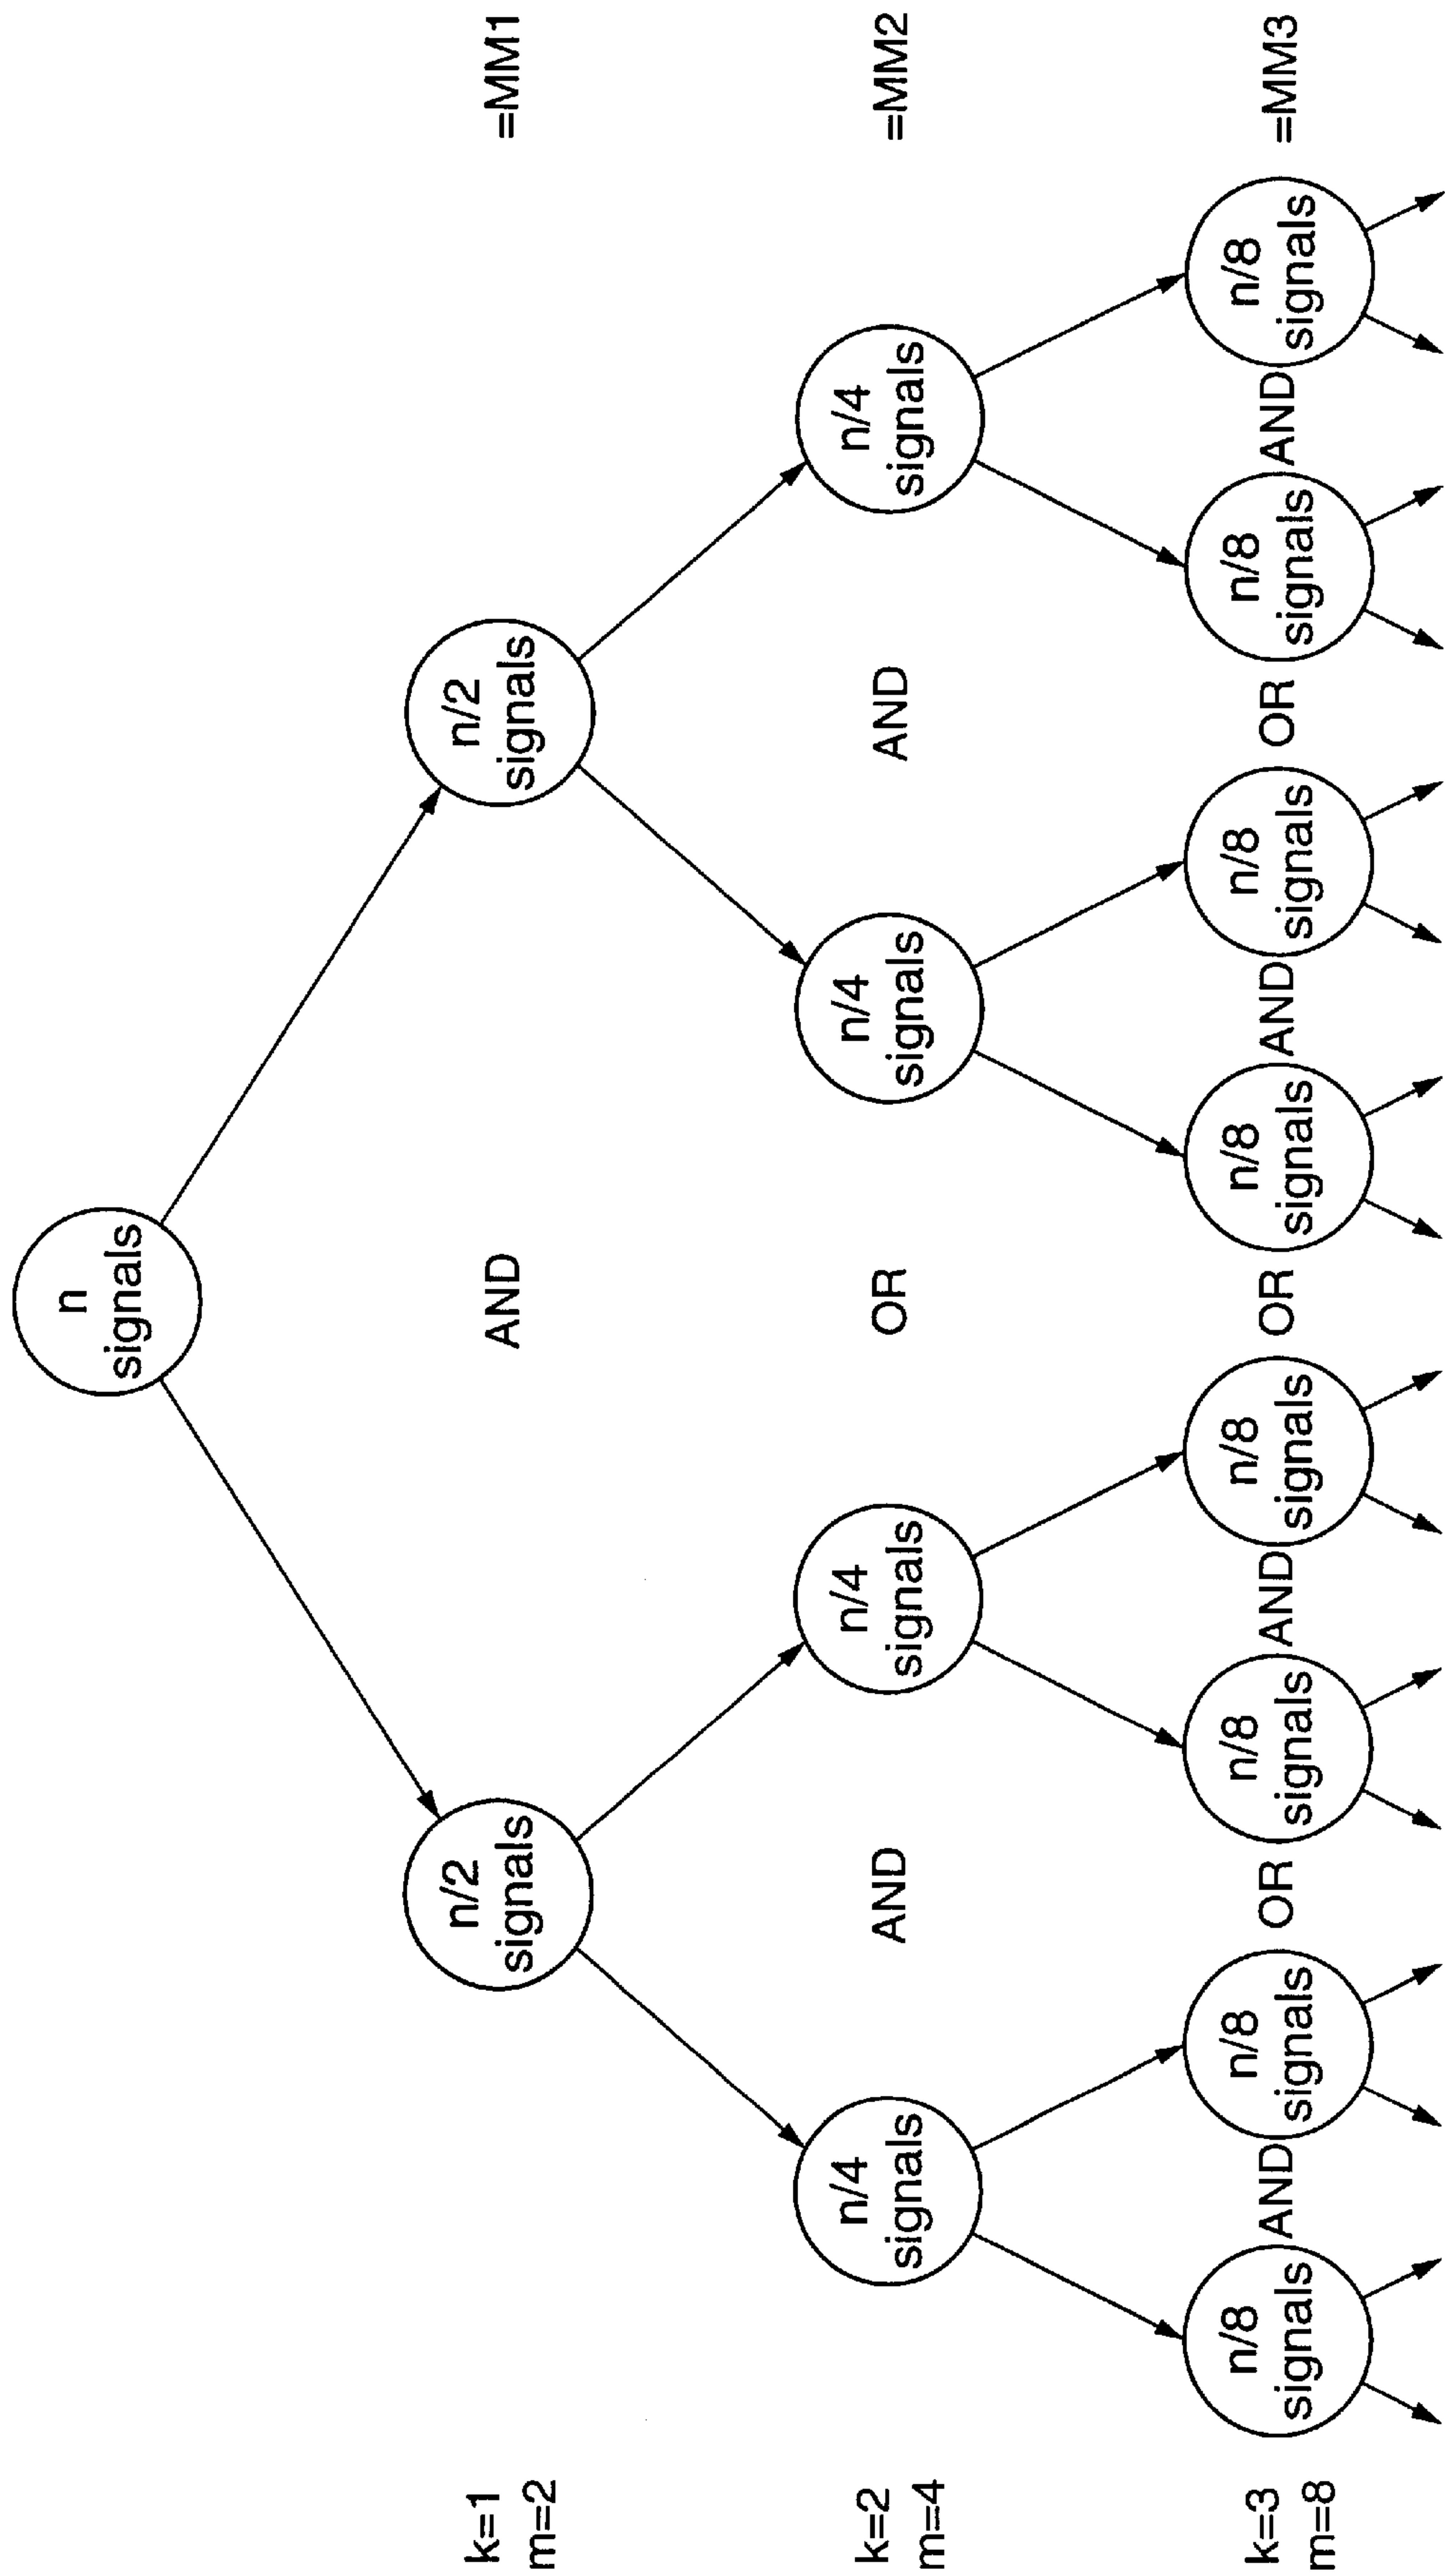 n
signals
k=1
m=2
n/2
signals
AND
n/2
signals
=MM1
k=2
m=4
n/4
signals
AND
n/4
signals
OR
n/4
signals
AND
n/4
signals
=MM2
k=3
m=8
n/8
signals
AND
n/8
signals
OR
n/8
signals
AND
n/8
signals
OR
n/8
signals
AND
n/8
signals
OR
n/8
signals
AND
n/8
signals
=MM3